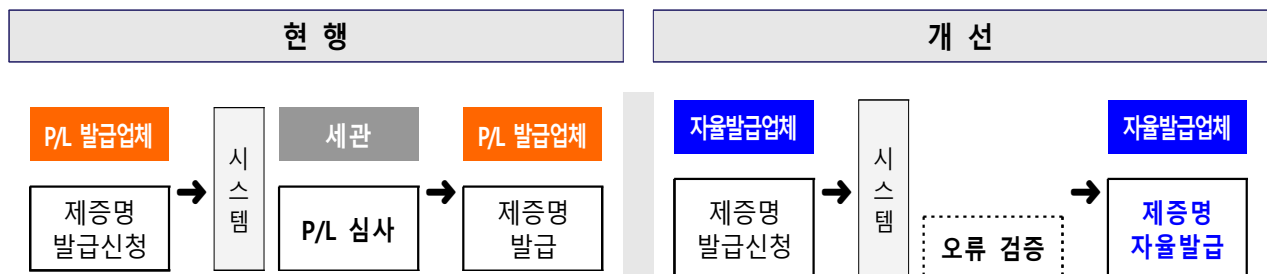 현 행
개 선
P/L 발급업체
시스템
세관
P/L 발급업체
제증명
발급신청
P/L 심사
제증명
발급
자율발급업체
시스템
자율발급업체
제증명
발급신청
오류 검증
제증명
자율발급